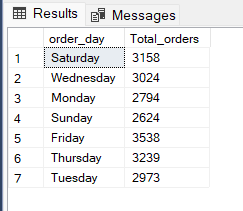 Results Messages
order_day Total_orders
1 Saturday 3158
2 Wednesday 3024
3 Monday 2794
4 Sunday 2624
5 Friday 3538
6 Thursday 3239
7 Tuesday 2973